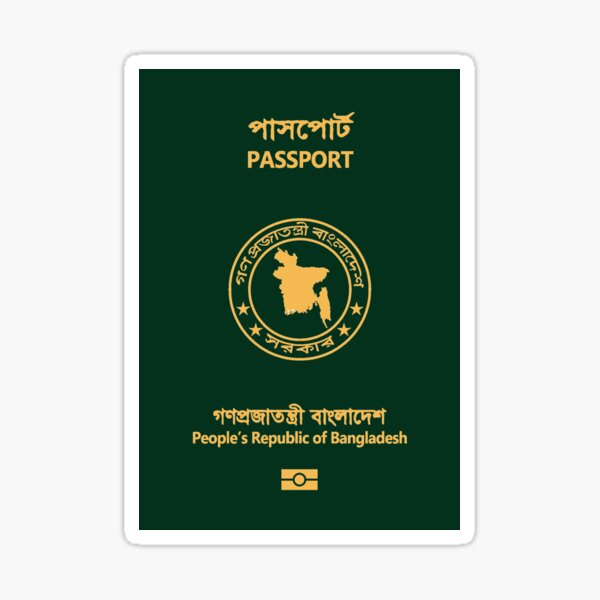 পাসপোর্ট
PASSPORT
গণপ্রজাতন্ত্রী বাংলাদেশ
সরকার
গণপ্রজাতন্ত্রী বাংলাদেশ
People's Republic of Bangladesh